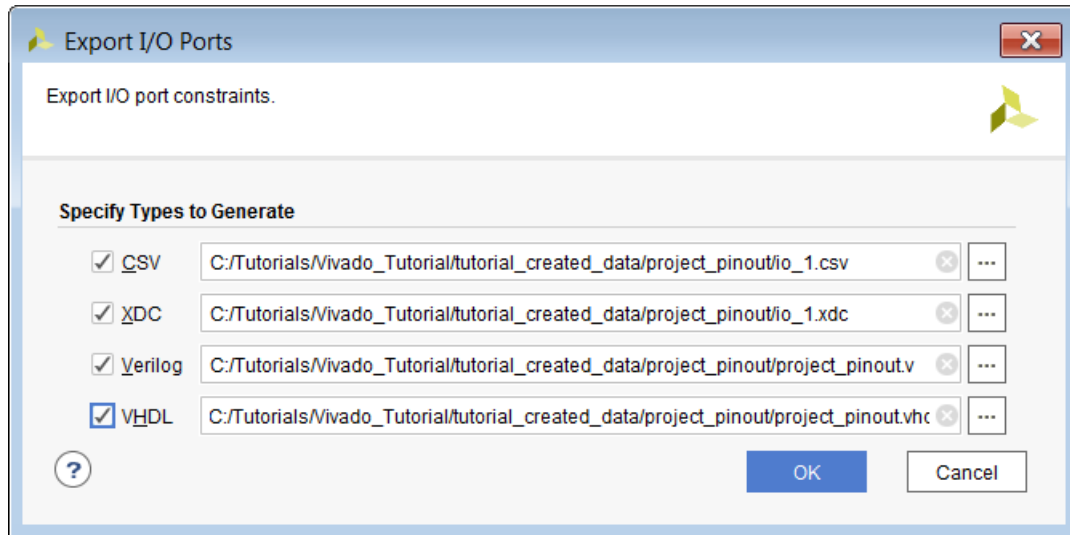 Export I/O Ports
Export I/O port constraints.
Specify Types to Generate
CSV C:/Tutorials/Vivado_Tutorial/tutorial_created_data/project_pinout/io_1.csv ...
XDC C:/Tutorials/Vivado_Tutorial/tutorial_created_data/project_pinout/io_1.xdc ...
Verilog C:/Tutorials/Vivado_Tutorial/tutorial_created_data/project_pinout/project_pinout.v ...
VHDL C:/Tutorials/Vivado_Tutorial/tutorial_created_data/project_pinout/project_pinout.vhc ...
? OK Cancel